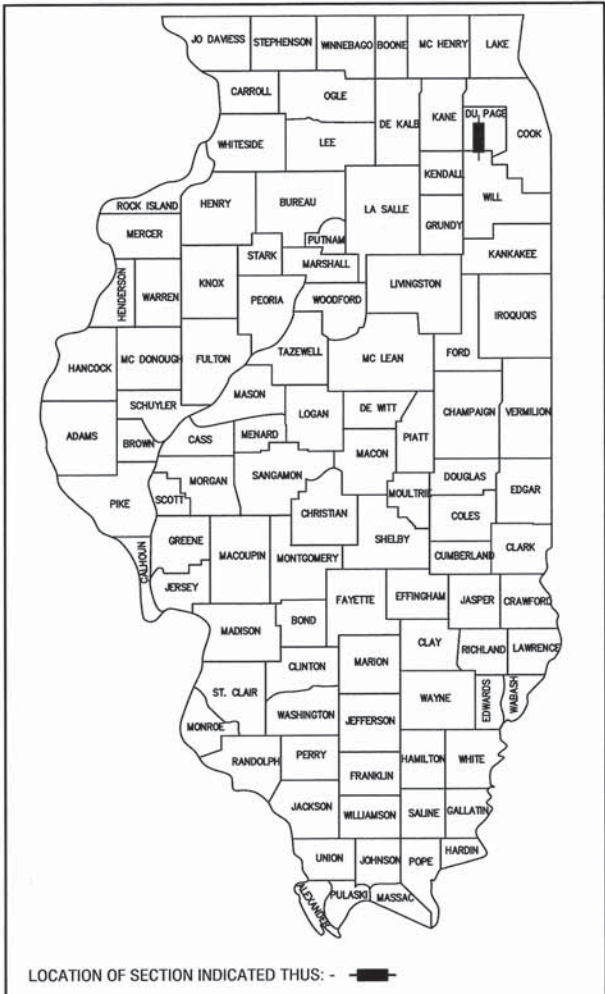 JO DAVIESS STEPHENSON WINNEBAGO BOONE MC HENRY LAKE
CARROLL OGLE DE KALB KANE DU PAGE COOK
WHITESIDE LEE
KENDALL WILL
ROCK ISLAND HENRY BUREAU LA SALLE GRUNDY
MERCER PUTNAM
STARK MARSHALL KANKAKEE
HENDERSON WARREN KNOX PEORIA WOODFORD LIVINGSTON IROQUOIS
HANCOCK MC DONOUGH FULTON TAZEWELL MC LEAN FORD
SCHUYLER MASON LOGAN DE WITT CHAMPAIGN VERMILION
ADAMS BROWN CASS MENARD MACON PIATT
PIKE SCOTT MORGAN SANGAMON MOULTRIE DOUGLAS EDGAR
CHRISTIAN COLES
CALHOUN GREENE MACOUPIN MONTGOMERY SHELBY CUMBERLAND CLARK
JERSEY FAYETTE EFFINGHAM JASPER CRAWFORD
MADISON BOND
CLINTON MARION CLAY RICHLAND LAWRENCE
ST. CLAIR WASHINGTON JEFFERSON WAYNE EDWARDS WABASH
MONROE
RANDOLPH PERRY FRANKLIN HAMILTON WHITE
JACKSON WILLIAMSON SALINE GALLATIN
UNION JOHNSON POPE HARDIN
ALEXANDER PULASKI MASSAC
LOCATION OF SECTION INDICATED THUS: -